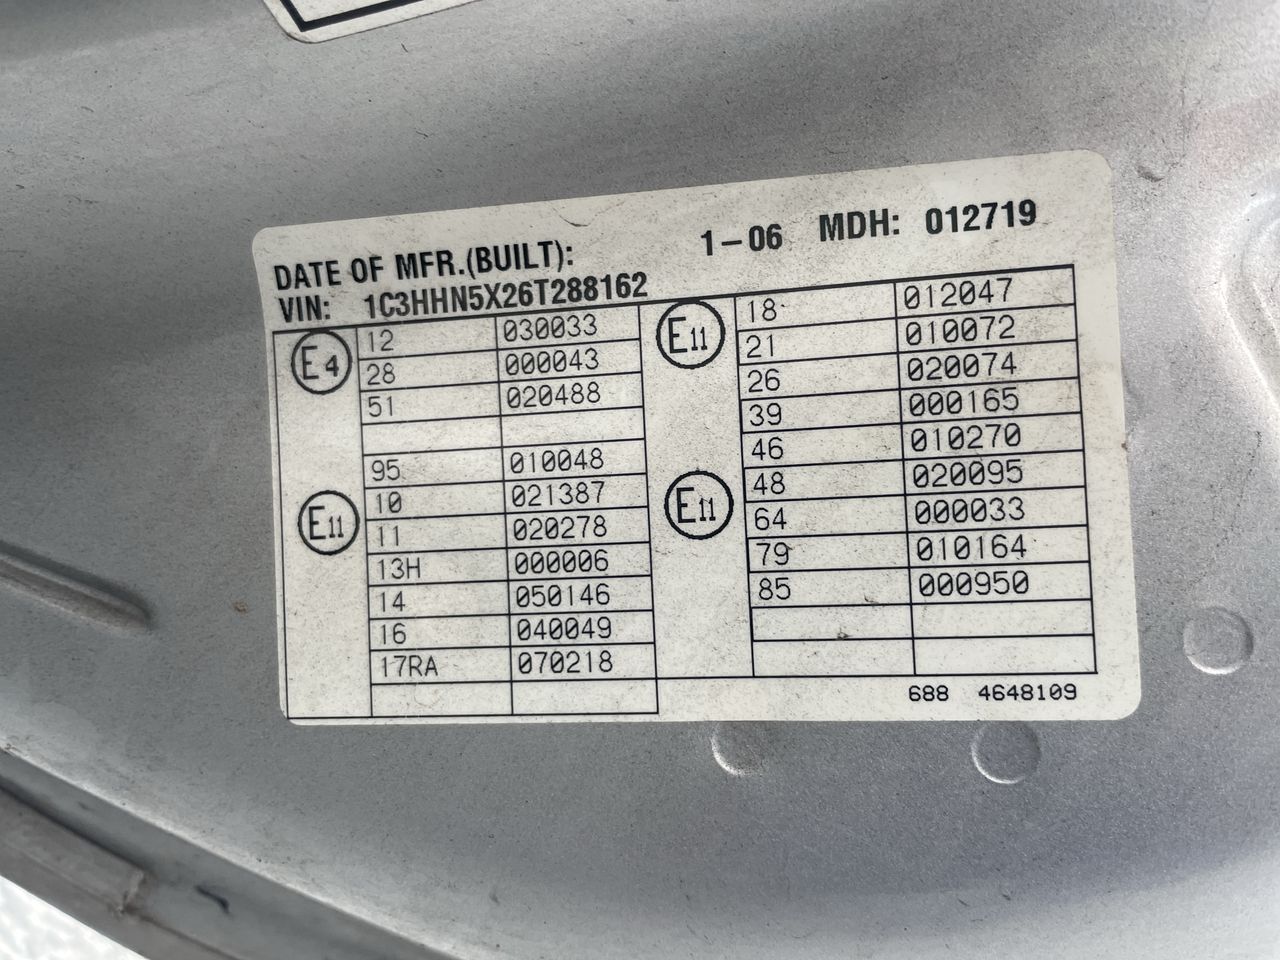 DATE OF MFR.(BUILT): 1-06 MDH: 012719
VIN: 1C3HHN5X26T288162
E4 12 030033
28 000043
51 020488
95 010048
E11 10 021387
11 020278
13H 000006
14 050146
16 040049
17RA 070218
E11 18 012047
21 010072
26 020074
39 000165
46 010270
E11 48 020095
64 000033
79 010164
85 000950
688 4648109